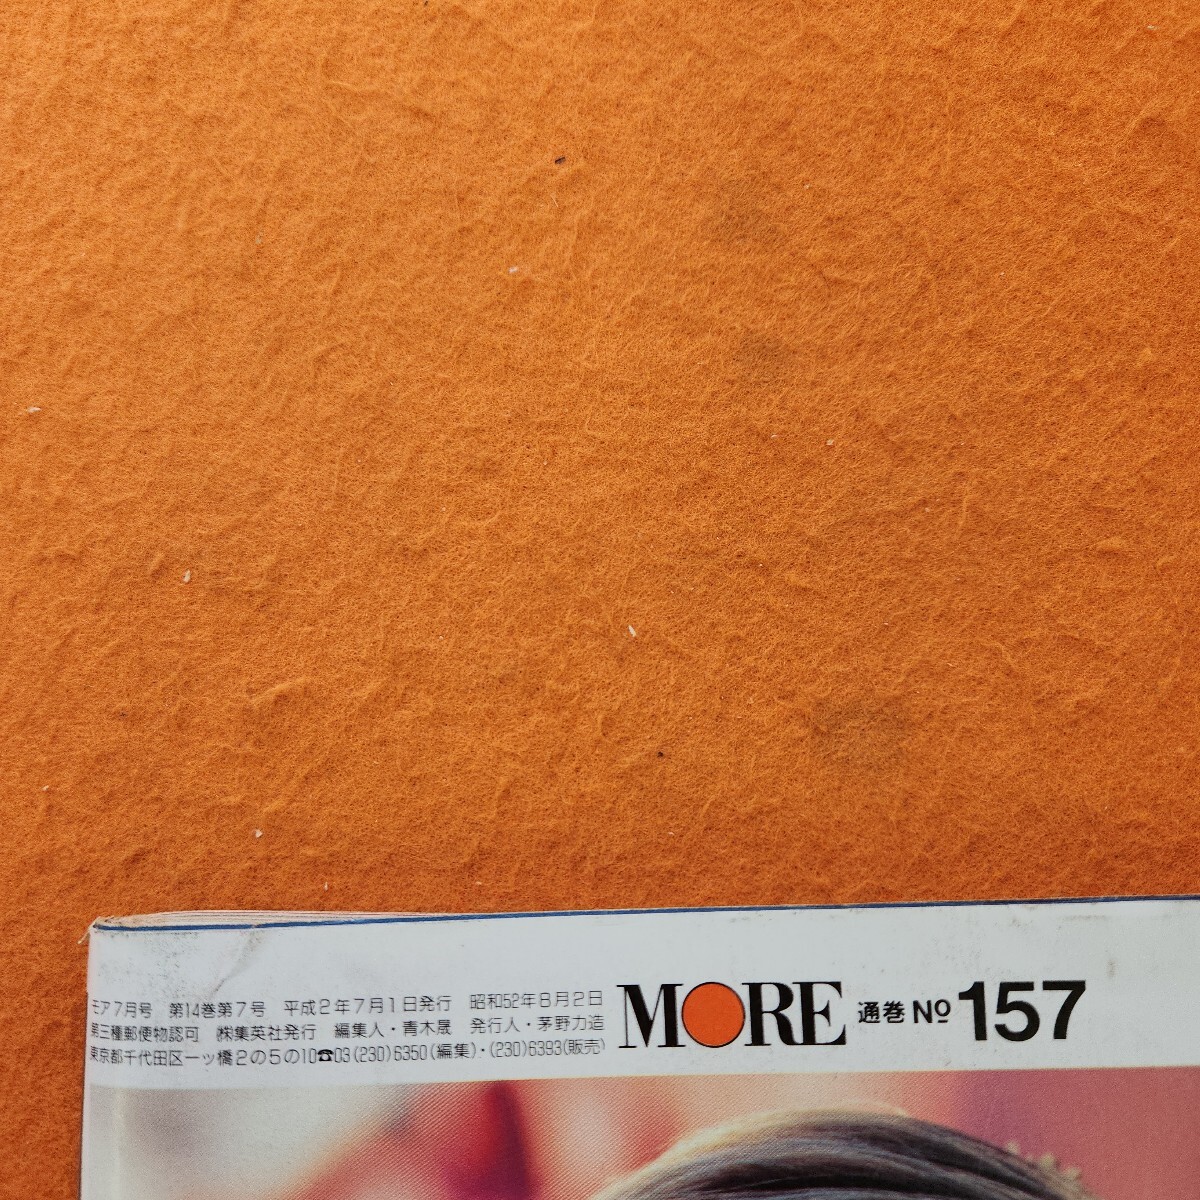 モア7月号 第14巻第7号 平成2年7月1日発行 昭和52年8月2日
第三種郵便物認可 ㈱集英社発行 編集人・青木晟 発行人・茅野力造
東京都千代田区一ッ橋2の5の10☎03(230)6350(編集)・(230)6393(販売)
MORE 通巻 No 157